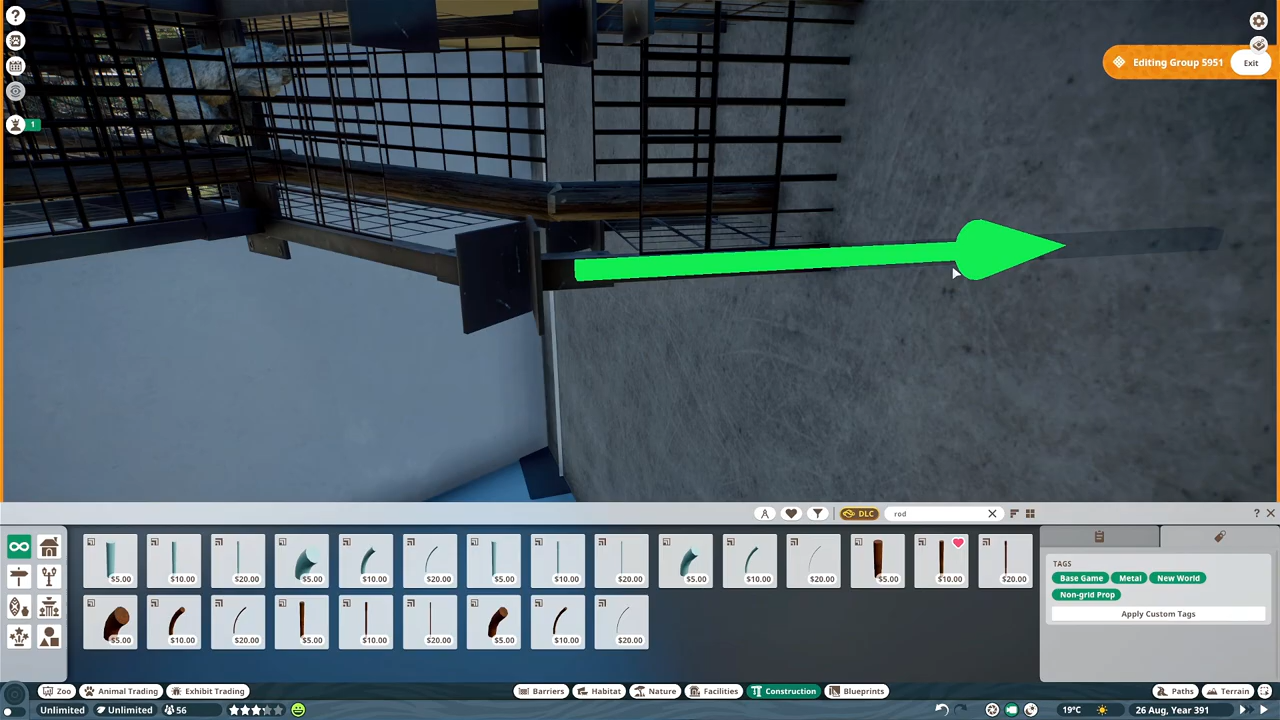 ?
Editing Group 5951
Exit
1
DLC
rod
?
$5.00 $10.00 $20.00 $5.00 $10.00 $20.00 $5.00 $10.00 $20.00 $5.00 $10.00 $20.00 $5.00 $10.00 $20.00
$5.00 $10.00 $20.00 $5.00 $10.00 $20.00 $5.00 $10.00 $20.00
TAGS
Base Game Metal New World
Non-grid Prop
Apply Custom Tags
Zoo Animal Trading Exhibit Trading Barriers Habitat Nature Facilities Construction Blueprints Paths Terrain
Unlimited Unlimited 56 19°C 26 Aug, Year 391